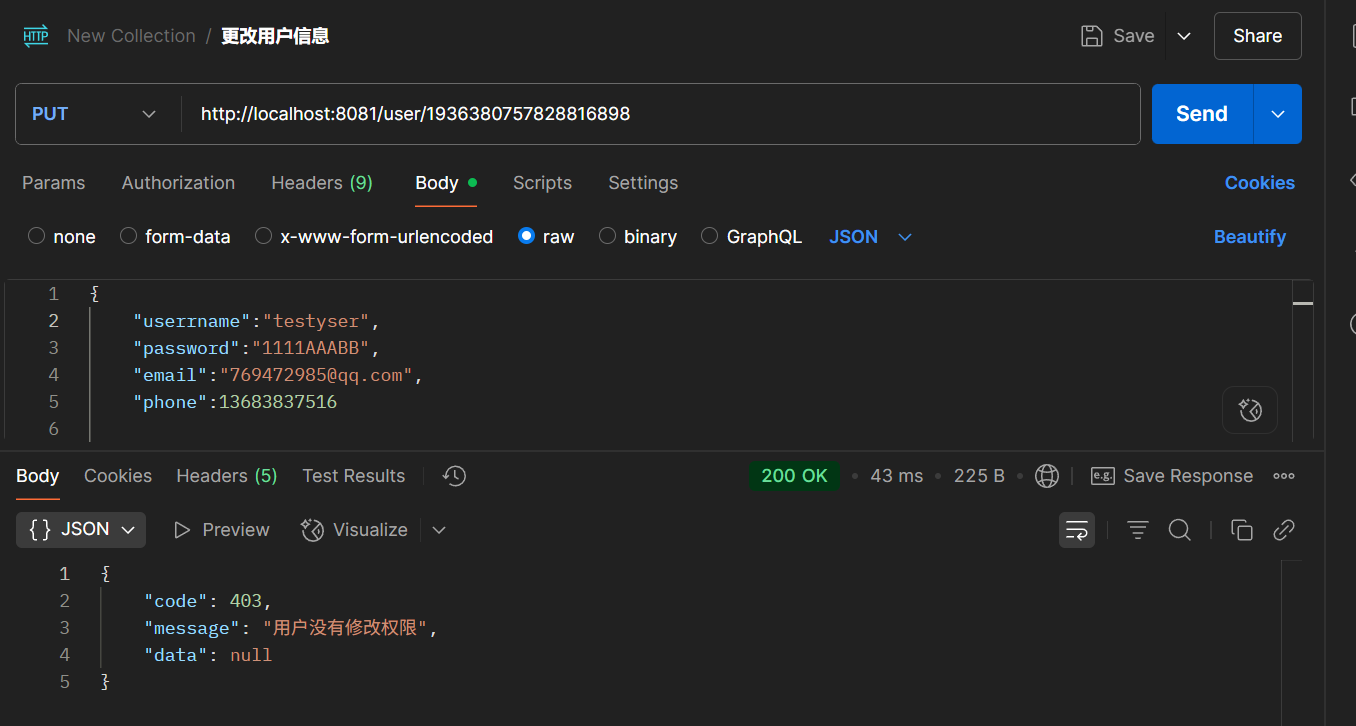 HTTP New Collection / 更改用户信息 Save Share
PUT http://localhost:8081/user/1936380757828816898 Send
Params Authorization Headers (9) Body Scripts Settings Cookies
none form-data x-www-form-urlencoded raw binary GraphQL JSON Beautify
1 {
2 "userrname":"testyser",
3 "password":"1111AAABB",
4 "email":"769472985@qq.com",
5 "phone":13683837516
6
Body Cookies Headers (5) Test Results 200 OK 43 ms 225 B e.g. Save Response
{} JSON Preview Visualize
1 {
2 "code": 403,
3 "message": "用户没有修改权限",
4 "data": null
5 }